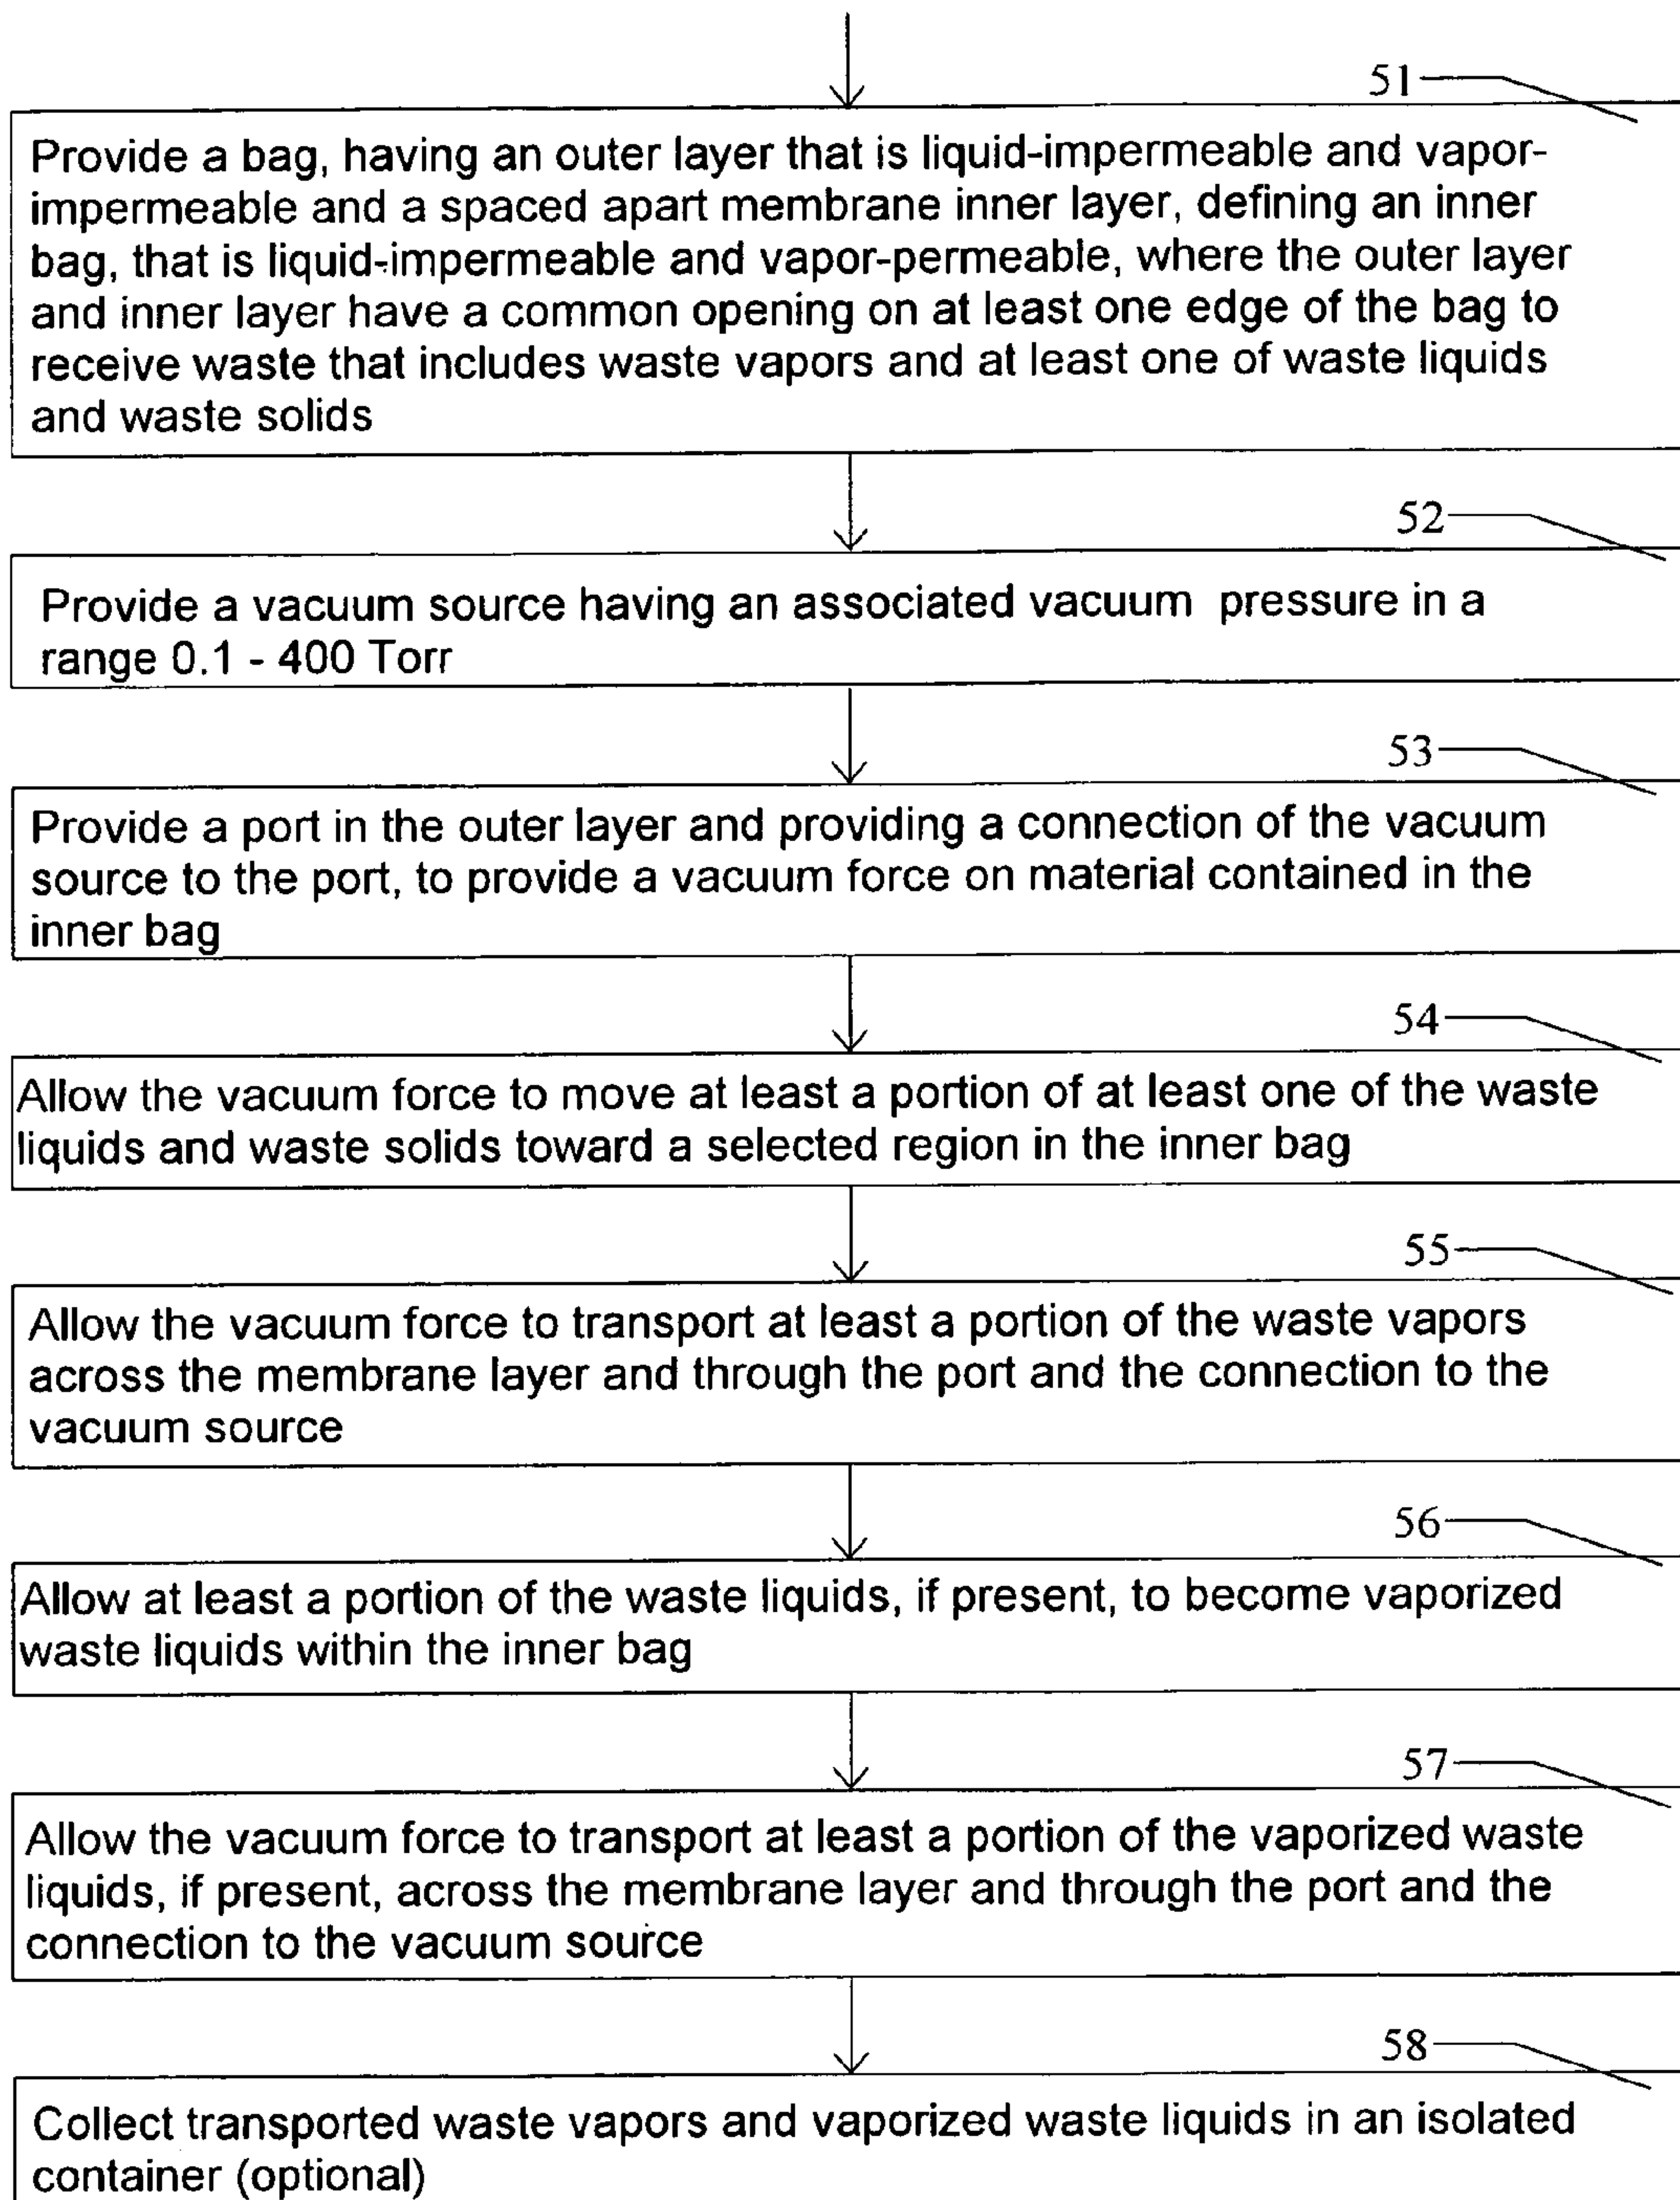 51
Provide a bag, having an outer layer that is liquid-impermeable and vapor-
impermeable and a spaced apart membrane inner layer, defining an inner
bag, that is liquid-impermeable and vapor-permeable, where the outer layer
and inner layer have a common opening on at least one edge of the bag to
receive waste that includes waste vapors and at least one of waste liquids
and waste solids
52
Provide a vacuum source having an associated vacuum pressure in a
range 0.1 - 400 Torr
53
Provide a port in the outer layer and providing a connection of the vacuum
source to the port, to provide a vacuum force on material contained in the
inner bag
54
Allow the vacuum force to move at least a portion of at least one of the waste
liquids and waste solids toward a selected region in the inner bag
55
Allow the vacuum force to transport at least a portion of the waste vapors
across the membrane layer and through the port and the connection to the
vacuum source
56
Allow at least a portion of the waste liquids, if present, to become vaporized
waste liquids within the inner bag
57
Allow the vacuum force to transport at least a portion of the vaporized waste
liquids, if present, across the membrane layer and through the port and the
connection to the vacuum source
58
Collect transported waste vapors and vaporized waste liquids in an isolated
container (optional)